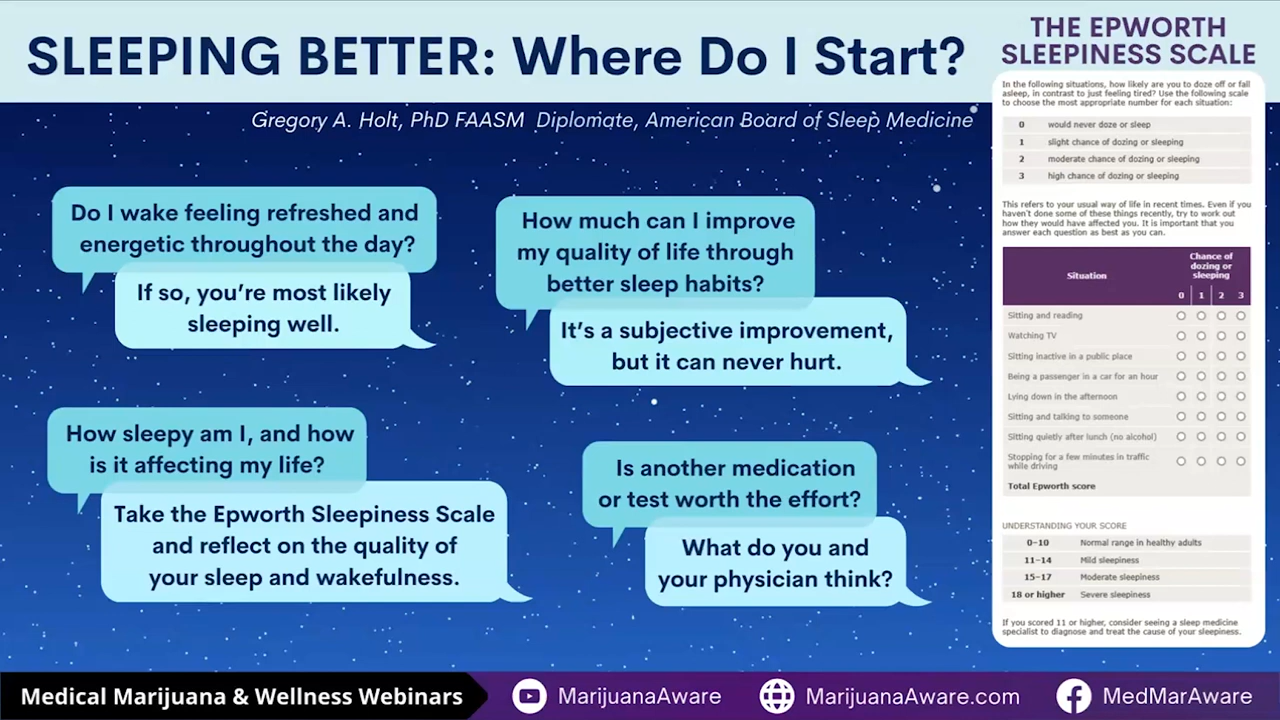 SLEEPING BETTER: Where Do I Start?
Gregory A. Holt, PhD FAASM Diplomate, American Board of Sleep Medicine
Do I wake feeling refreshed and
energetic throughout the day?
If so, you're most likely
sleeping well.
How much can I improve
my quality of life through
better sleep habits?
It's a subjective improvement,
but it can never hurt.
How sleepy am I, and how
is it affecting my life?
Take the Epworth Sleepiness Scale
and reflect on the quality of
your sleep and wakefulness.
Is another medication
or test worth the effort?
What do you and
your physician think?
THE EPWORTH
SLEEPINESS SCALE
In the following situations, how likely are you to doze off or fall
asleep, in contrast to just feeling tired? Use the following scale
to choose the most appropriate number for each situation:
0 would never doze or sleep
1 slight chance of dozing or sleeping
2 moderate chance of dozing or sleeping
3 high chance of dozing or sleeping
This refers to your usual way of life in recent times. Even if you
haven't done some of these things recently, try to work out
how they would have affected you. It is important that you
answer each question as best as you can.
Situation
Chance of
dozing or
sleeping
0 1 2 3
Sitting and reading
Watching TV
Sitting inactive in a public place
Being a passenger in a car for an hour
Lying down in the afternoon
Sitting and talking to someone
Sitting quietly after lunch (no alcohol)
Stopping for a few minutes in traffic
while driving
Total Epworth score
UNDERSTANDING YOUR SCORE
0–10 Normal range in healthy adults
11–14 Mild sleepiness
15–17 Moderate sleepiness
18 or higher Severe sleepiness
If you scored 11 or higher, consider seeing a sleep medicine
specialist to diagnose and treat the cause of your sleepiness.
Medical Marijuana & Wellness Webinars
MarijuanaAware
MarijuanaAware.com
MedMarAware